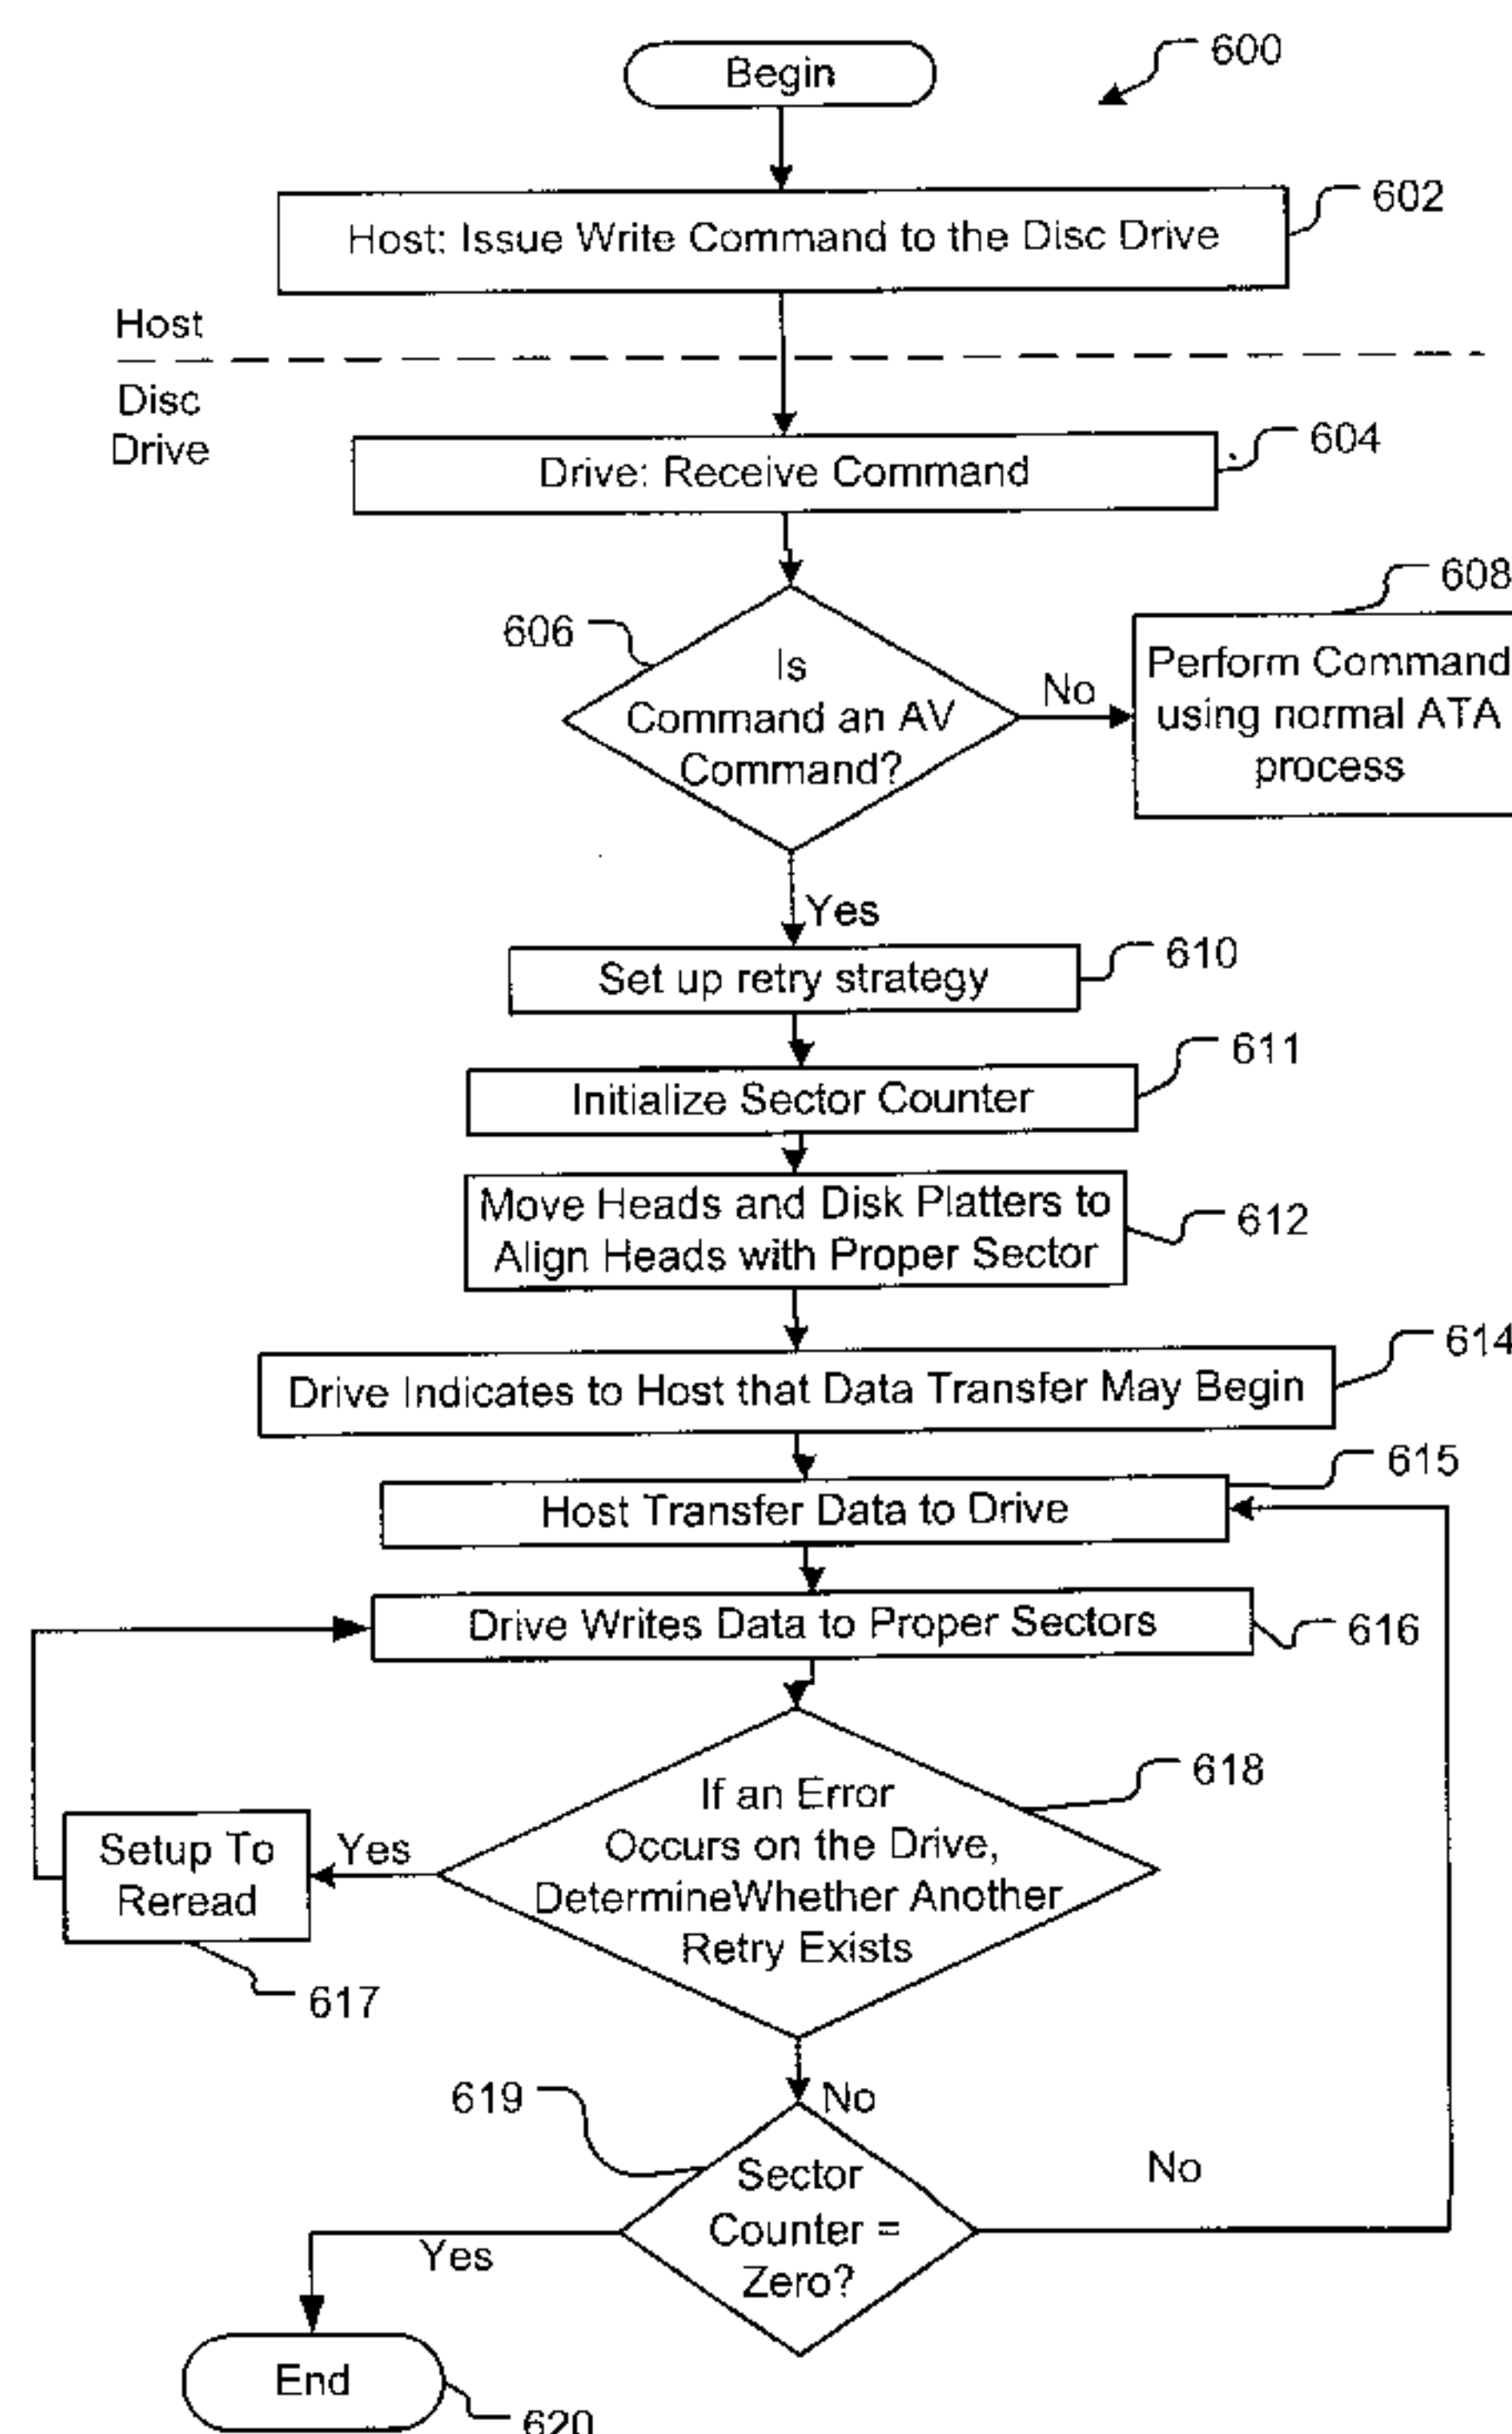 Begin
600
Host: Issue Write Command to the Disc Drive
602
Host
Disc
Drive
Drive: Receive Command
604
606
Is
Command an AV
Command?
No
608
Perform Command
using normal ATA
process
Yes
Set up retry strategy
610
Initialize Sector Counter
611
Move Heads and Disk Platters to
Align Heads with Proper Sector
612
Drive Indicates to Host that Data Transfer May Begin
614
Host Transfer Data to Drive
615
Drive Writes Data to Proper Sectors
616
If an Error
Occurs on the Drive,
DetermineWhether Another
Retry Exists
618
Yes
Setup To
Reread
617
No
619
Sector
Counter =
Zero?
No
Yes
End
620